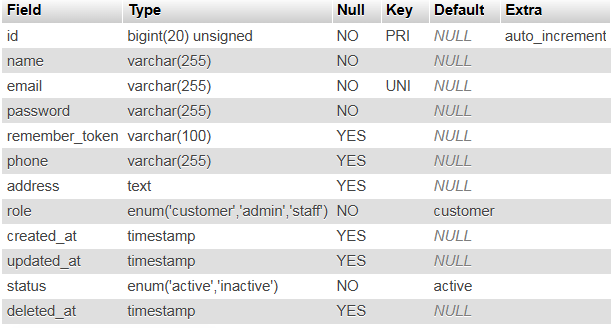 Field Type Null Key Default Extra
id bigint(20) unsigned NO PRI NULL auto_increment
name varchar(255) NO NULL
email varchar(255) NO UNI NULL
password varchar(255) NO NULL
remember_token varchar(100) YES NULL
phone varchar(255) YES NULL
address text YES NULL
role enum('customer','admin','staff') NO customer
created_at timestamp YES NULL
updated_at timestamp YES NULL
status enum('active','inactive') NO active
deleted_at timestamp YES NULL